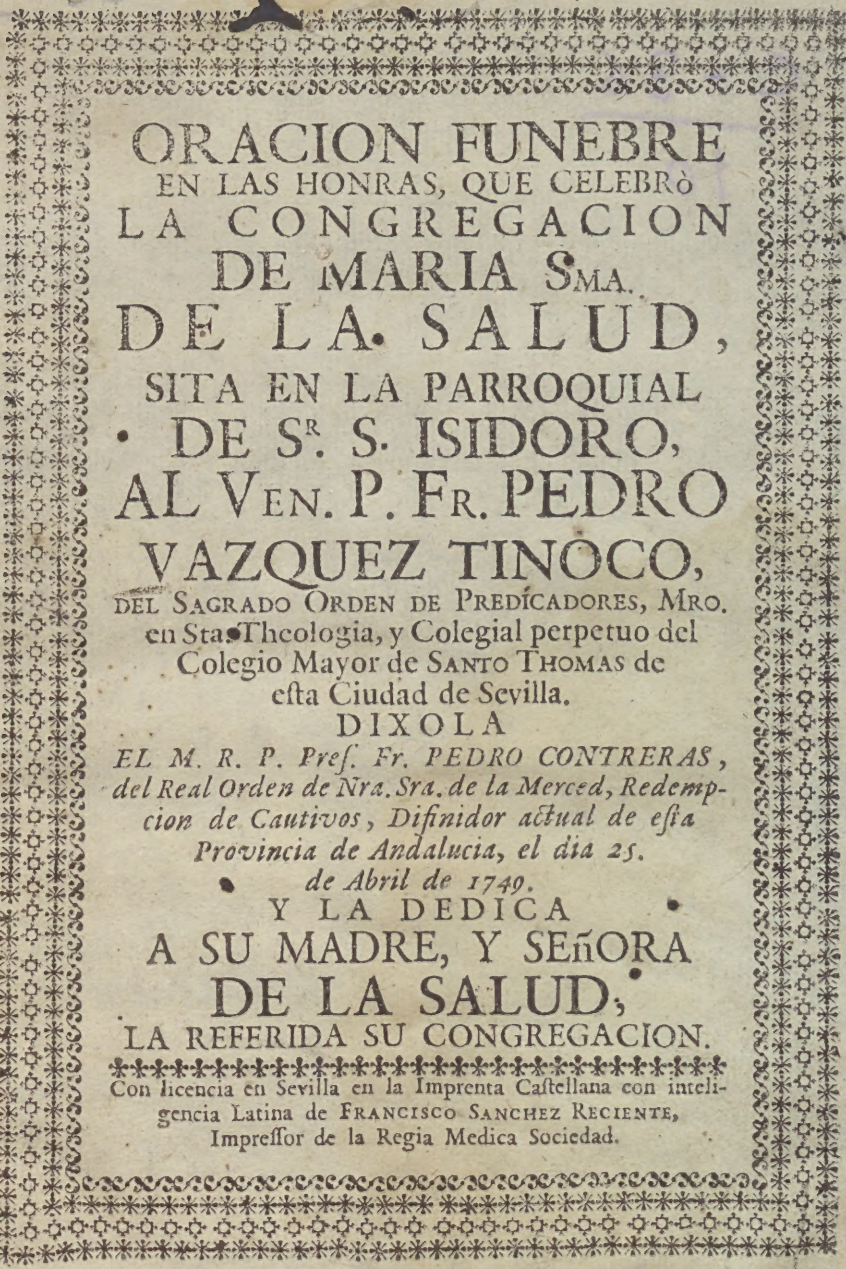 ORACION FUNEBRE
EN LAS HONRAS, QUE CELEBRò
LA CONGREGACION
DE MARIA SMA.
DE LA SALUD,
SITA EN LA PARROQUIAL
DE SR. S. ISIDORO,
AL VEN. P. FR. PEDRO
VAZQUEZ TINOCO,
DEL SAGRADO ORDEN DE PREDíCADORES, MRO.
en Sta. Theologia, y Colegial perpetuo del
Colegio Mayor de SANTO THOMAS de
eſta Ciudad de Sevilla.
DIXOLA
EL M. R. P. Preſ. Fr. PEDRO CONTRERAS,
del Real Orden de Nra. Sra. de la Merced, Redemp-
cion de Cautivos, Difinidor actual de eſta
Provincia de Andalucia, el dia 25.
de Abril de 1749.
Y LA DEDICA
A SU MADRE, Y SEñORA
DE LA SALUD,
LA REFERIDA SU CONGREGACION.
Con licencia en Sevilla en la Imprenta Caſtellana con inteli-
gencia Latina de FRANCISCO SANCHEZ RECIENTE,
Impreſſor de la Regia Medica Sociedad.